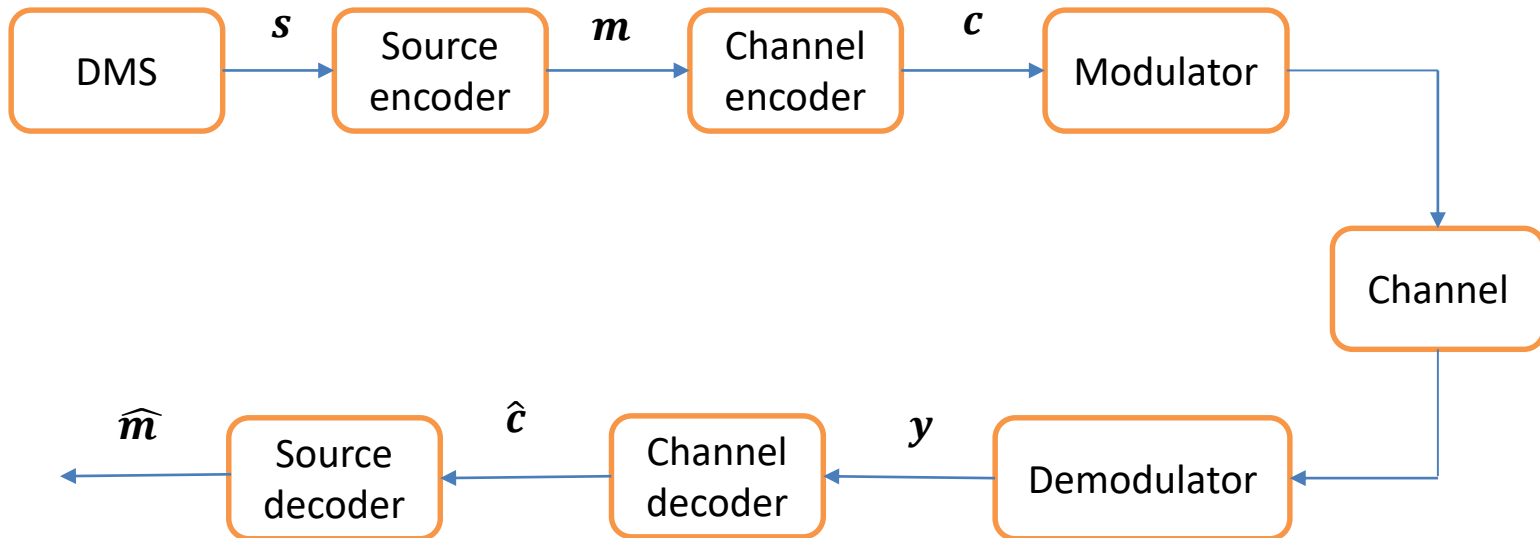 s
m
c
DMS
Source
encoder
Channel
encoder
Modulator
Channel
m̂
ĉ
y
Source
decoder
Channel
decoder
Demodulator